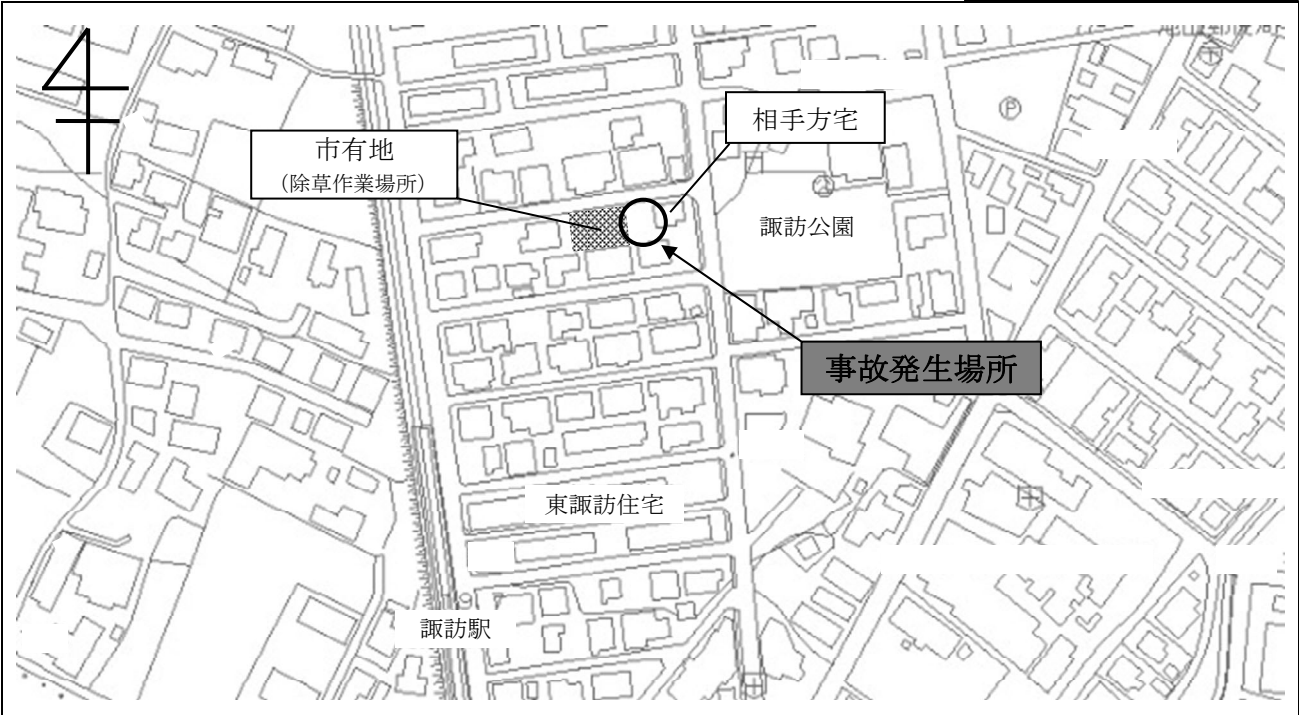 相手方宅
市有地
(除草作業場所)
諏訪公園
事故発生場所
東諏訪住宅
諏訪駅